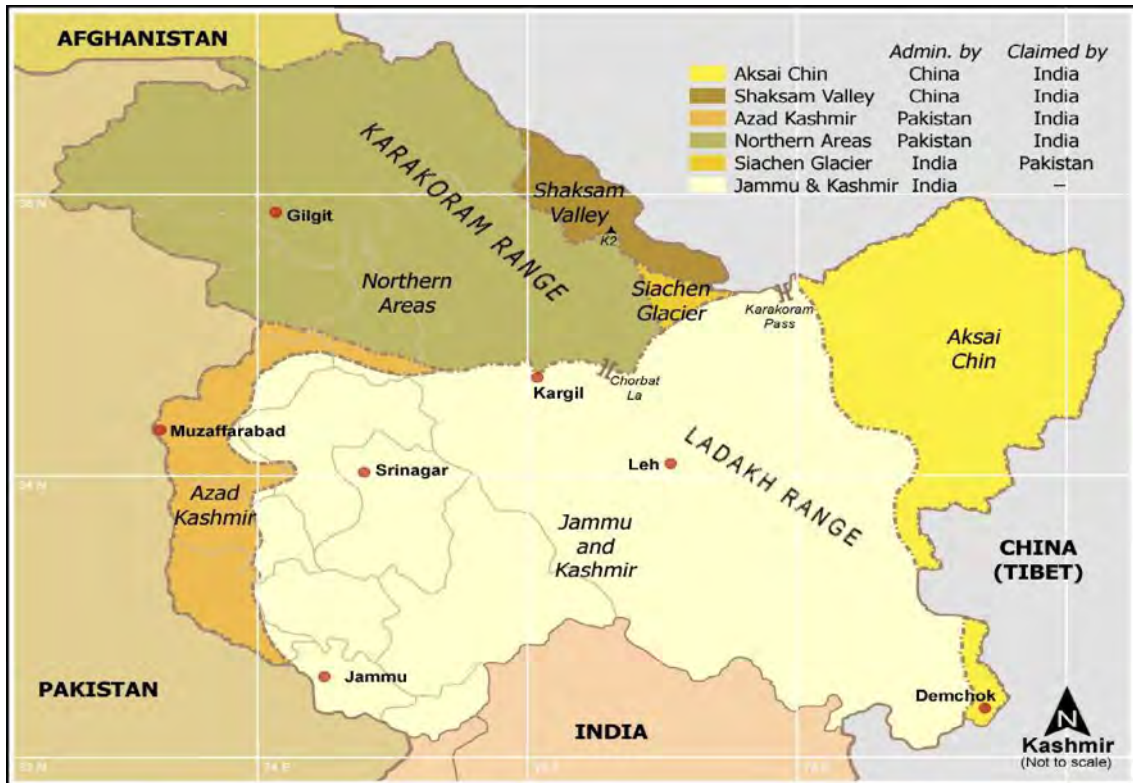 AFGHANISTAN
Admin. by Claimed by
Aksai Chin China India
Shaksam Valley China India
Azad Kashmir Pakistan India
Northern Areas Pakistan India
Siachen Glacier India Pakistan
Jammu & Kashmir India –
KARAKORAM RANGE
Shaksam
Valley
K2
Gilgit
Northern
Areas
Siachen
Glacier
Karakoram
Pass
Aksai
Chin
Kargil
Chorbat
La
Muzaffarabad
Srinagar
Leh
LADAKH RANGE
34 N
Azad
Kashmir
Jammu
and
Kashmir
CHINA
(TIBET)
Jammu
PAKISTAN
Demchok
INDIA
N
Kashmir
(Not to scale)
74 E